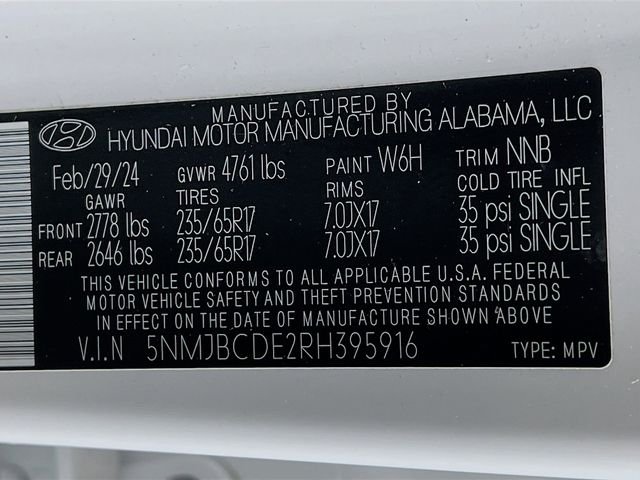 MANUFACTURED BY
HYUNDAI MOTOR MANUFACTURING ALABAMA, LLC
Feb/29/24 GVWR 4761 lbs PAINT W6H TRIM NNB
GAWR TIRES RIMS COLD TIRE INFL
FRONT 2778 lbs 235/65R17 7.0JX17 35 psi SINGLE
REAR 2646 lbs 235/65R17 7.0JX17 35 psi SINGLE
THIS VEHICLE CONFORMS TO ALL APPLICABLE U.S.A. FEDERAL
MOTOR VEHICLE SAFETY AND THEFT PREVENTION STANDARDS
IN EFFECT ON THE DATE OF MANUFACTURE SHOWN ABOVE.
V.I.N 5NMJBCDE2RH395916 TYPE: MPV